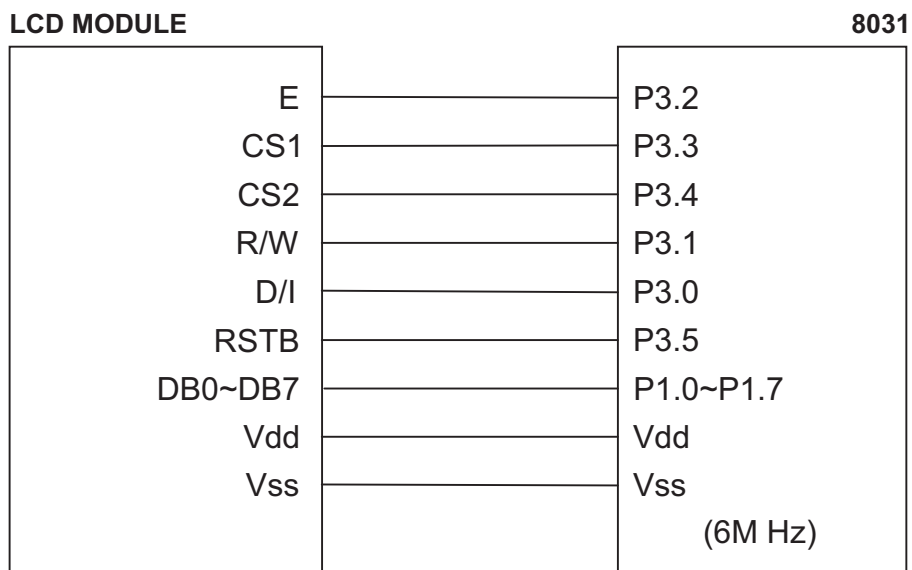 LCD MODULE 8031
E P3.2
CS1 P3.3
CS2 P3.4
R/W P3.1
D/I P3.0
RSTB P3.5
DB0~DB7 P1.0~P1.7
Vdd Vdd
Vss Vss
(6M Hz)